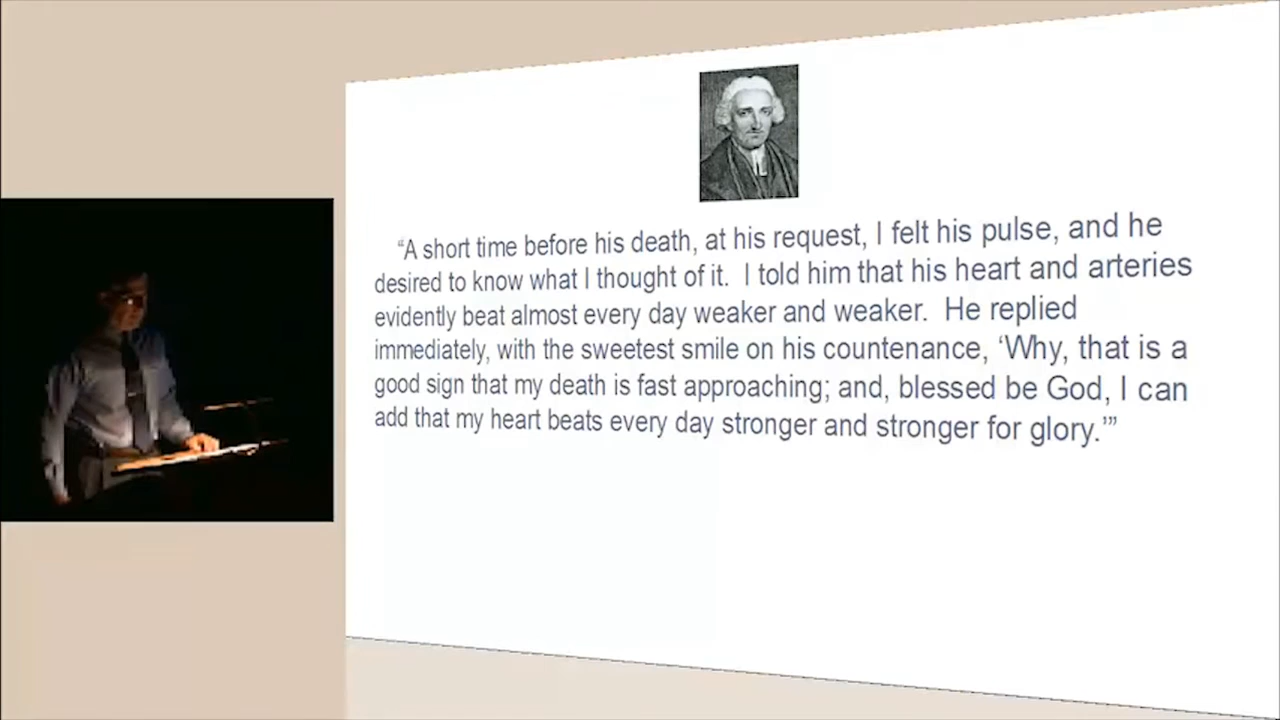 “A short time before his death, at his request, I felt his pulse, and he
desired to know what I thought of it.  I told him that his heart and arteries
evidently beat almost every day weaker and weaker.  He replied
immediately, with the sweetest smile on his countenance, ‘Why, that is a
good sign that my death is fast approaching; and, blessed be God, I can
add that my heart beats every day stronger and stronger for glory.’”